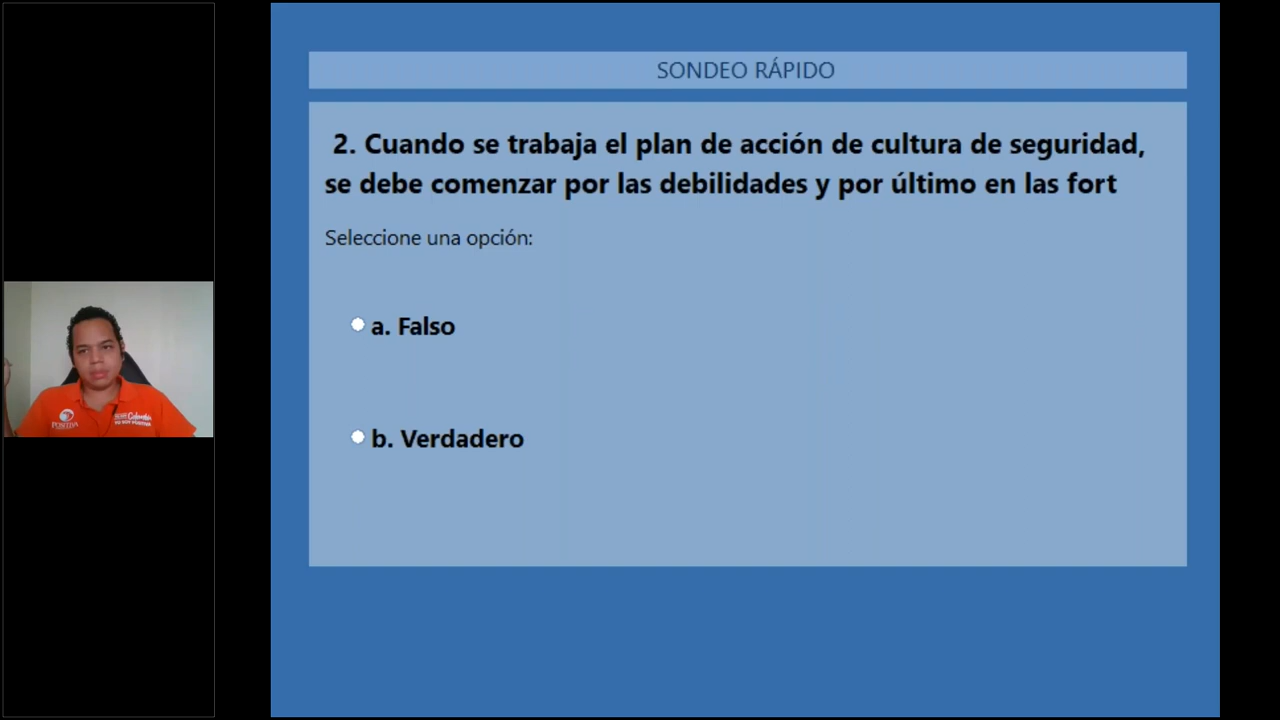 SONDEO RÁPIDO
2. Cuando se trabaja el plan de acción de cultura de seguridad,
se debe comenzar por las debilidades y por último en las fort
Seleccione una opción:
a. Falso
b. Verdadero